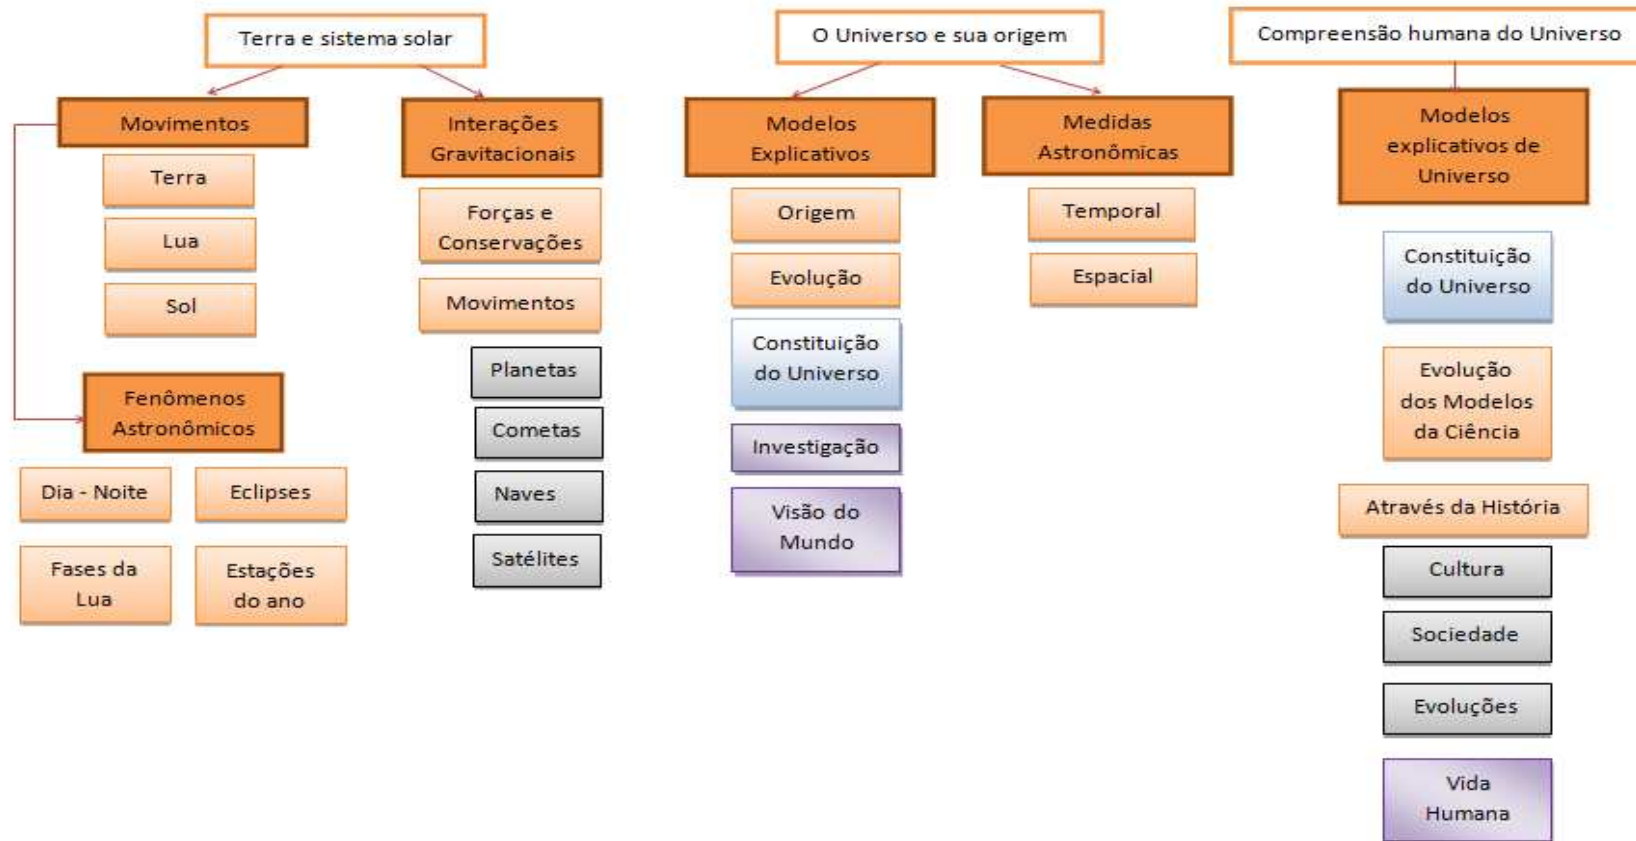 Terra e sistema solar
Movimentos
Terra
Lua
Sol
Fenômenos
Astronômicos
Dia - Noite
Eclipses
Fases da
Lua
Estações
do ano
Interações
Gravitacionais
Forças e
Conservações
Movimentos
Planetas
Cometas
Naves
Satélites
O Universo e sua origem
Modelos
Explicativos
Origem
Evolução
Constituição
do Universo
Investigação
Visão do
Mundo
Medidas
Astronômicas
Temporal
Espacial
Compreensão humana do Universo
Modelos
explicativos de
Universo
Constituição
do Universo
Evolução
dos Modelos
da Ciência
Através da História
Cultura
Sociedade
Evoluções
Vida
Humana